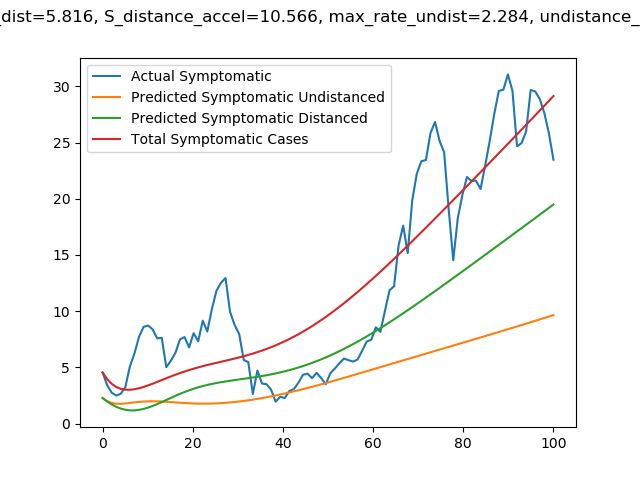 _dist=5.816, S_distance_accel=10.566, max_rate_undist=2.284, undistance_
Actual Symptomatic
Predicted Symptomatic Undistanced
Predicted Symptomatic Distanced
Total Symptomatic Cases
30
25
20
15
10
5
0
0 20 40 60 80 100